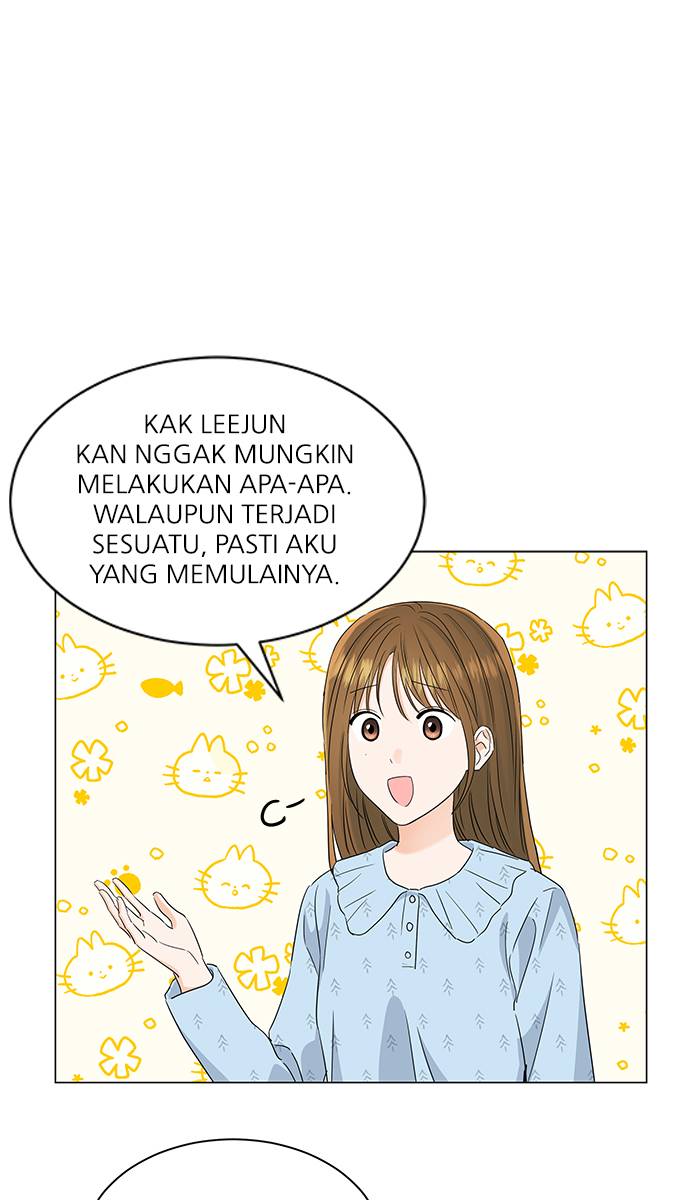 KAK LEEJUN
KAN NGGAK MUNGKIN
MELAKUKAN APA-APA.
WALAUPUN TERJADI
SESUATU, PASTI AKU
YANG MEMULAINYA.